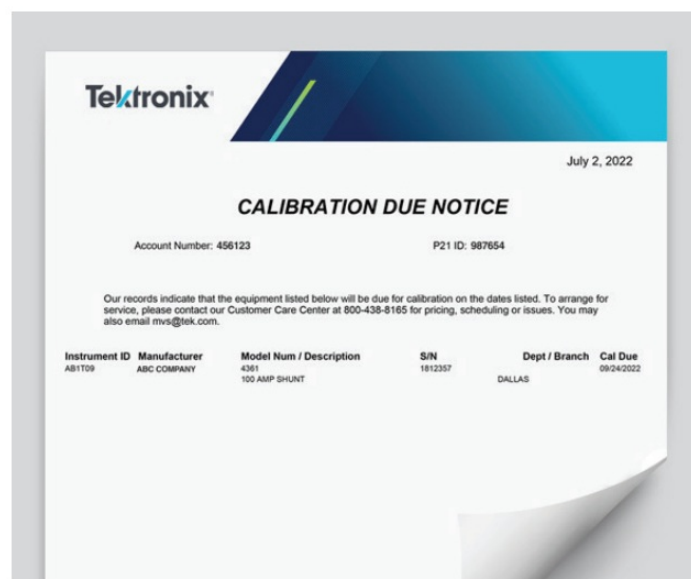 Tektronix
July 2, 2022
CALIBRATION DUE NOTICE
Account Number: 456123 P21 ID: 987654
Our records indicate that the equipment listed below will be due for calibration on the dates listed. To arrange for
service, please contact our Customer Care Center at 800-438-8165 for pricing, scheduling or issues. You may
also email mvs@tek.com.
Instrument ID Manufacturer Model Num / Description S/N Dept / Branch Cal Due
AB1T09 ABC COMPANY 4361 1812357 09/24/2022
100 AMP SHUNT DALLAS